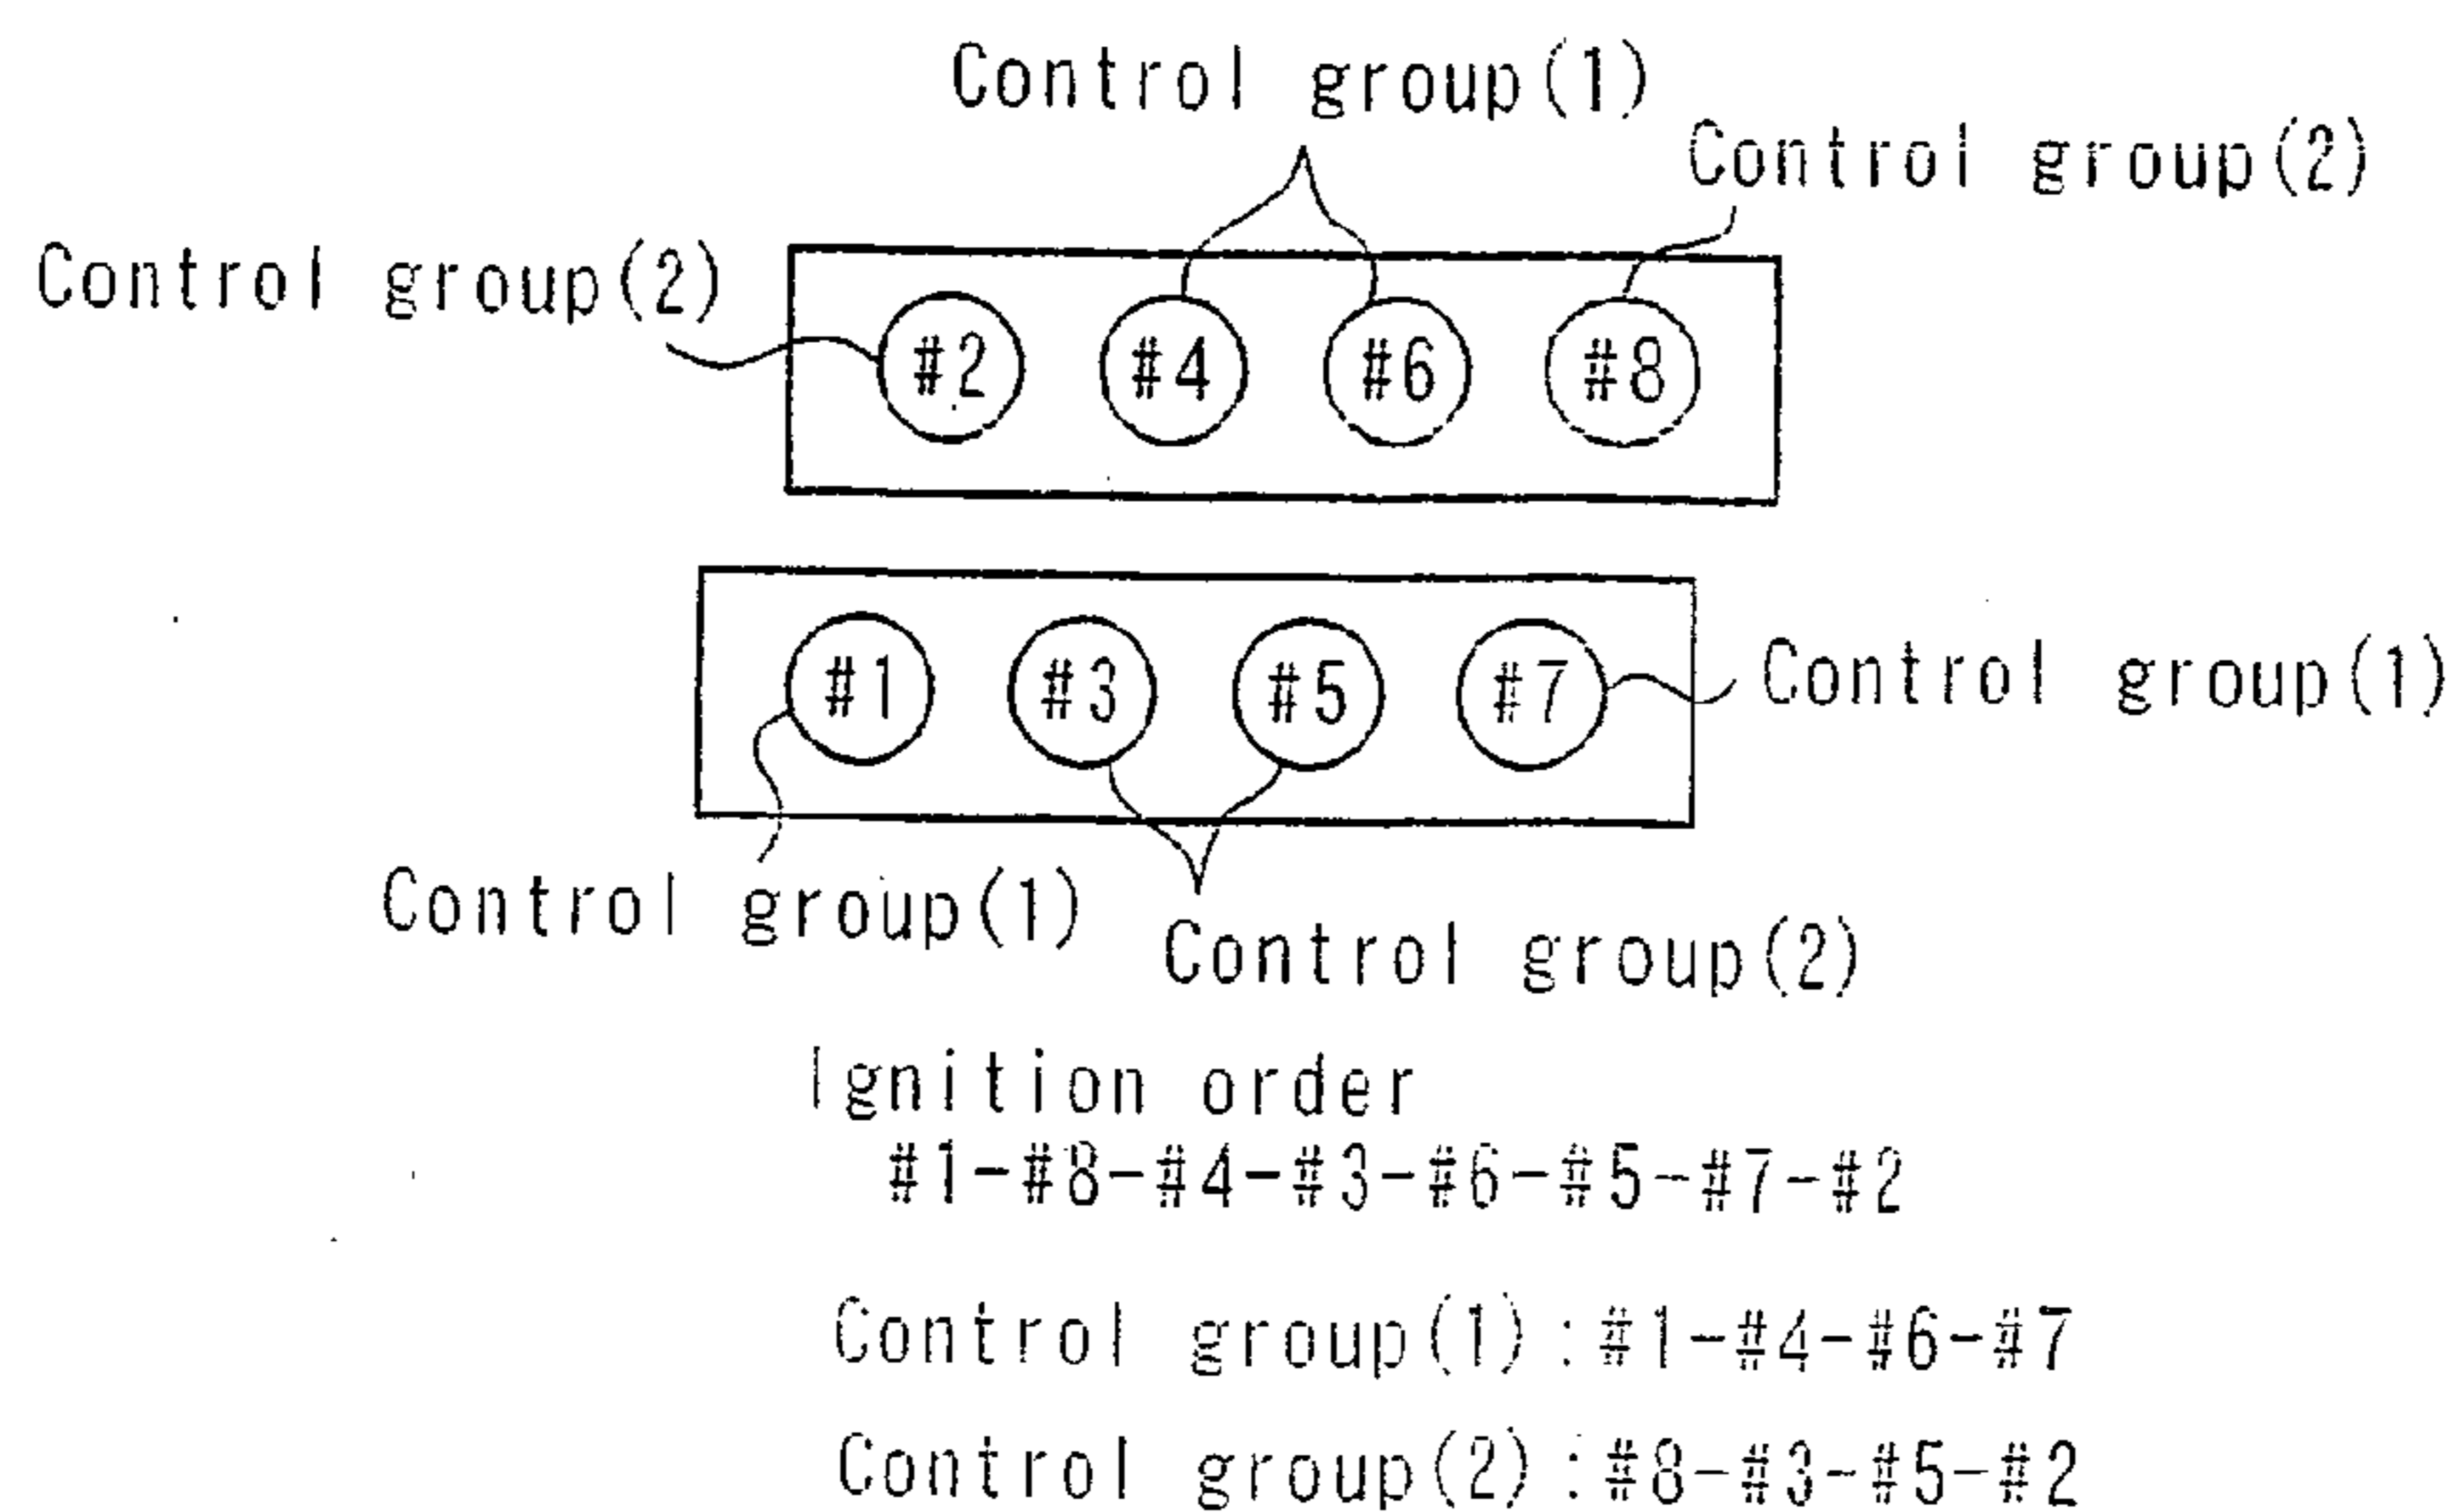 Control group(1)
Control group(2)
Control group(2)
#2 #4 #6 #8
#1 #3 #5 #7
Control group(1)
Control group(1)
Control group(2)
Ignition order
#1-#8-#4-#3-#6-#5-#7-#2
Control group(1):#1-#4-#6-#7
Control group(2):#8-#3-#5-#2